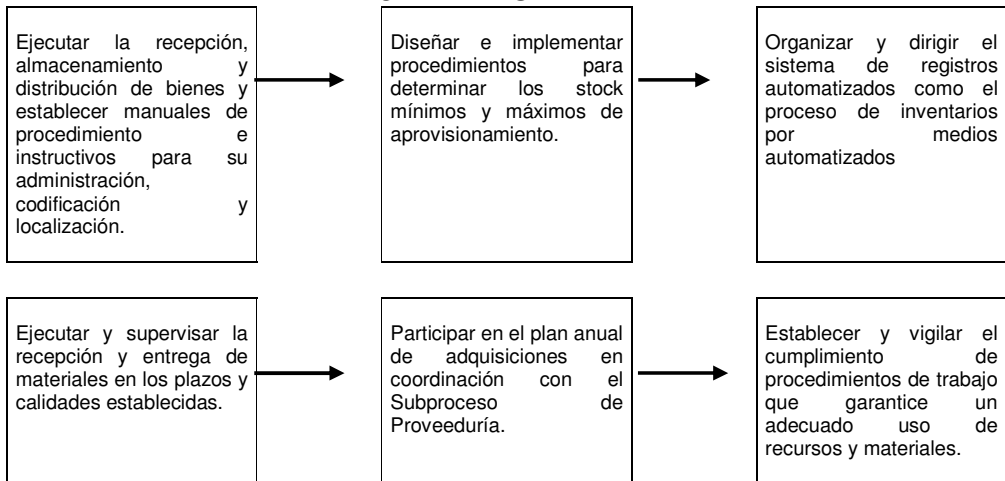 Ejecutar la recepción,
almacenamiento y
distribución de bienes y
establecer manuales de
procedimiento e
instructivos para su
administración,
codificación y
localización.
Diseñar e implementar
procedimientos para
determinar los stock
mínimos y máximos de
aprovisionamiento.
Organizar y dirigir el
sistema de registros
automatizados como el
proceso de inventarios
por medios
automatizados
Ejecutar y supervisar la
recepción y entrega de
materiales en los plazos y
calidades establecidas.
Participar en el plan anual
de adquisiciones en
coordinación con el
Subproceso de
Proveeduría.
Establecer y vigilar el
cumplimiento de
procedimientos de trabajo
que garantice un
adecuado uso de
recursos y materiales.